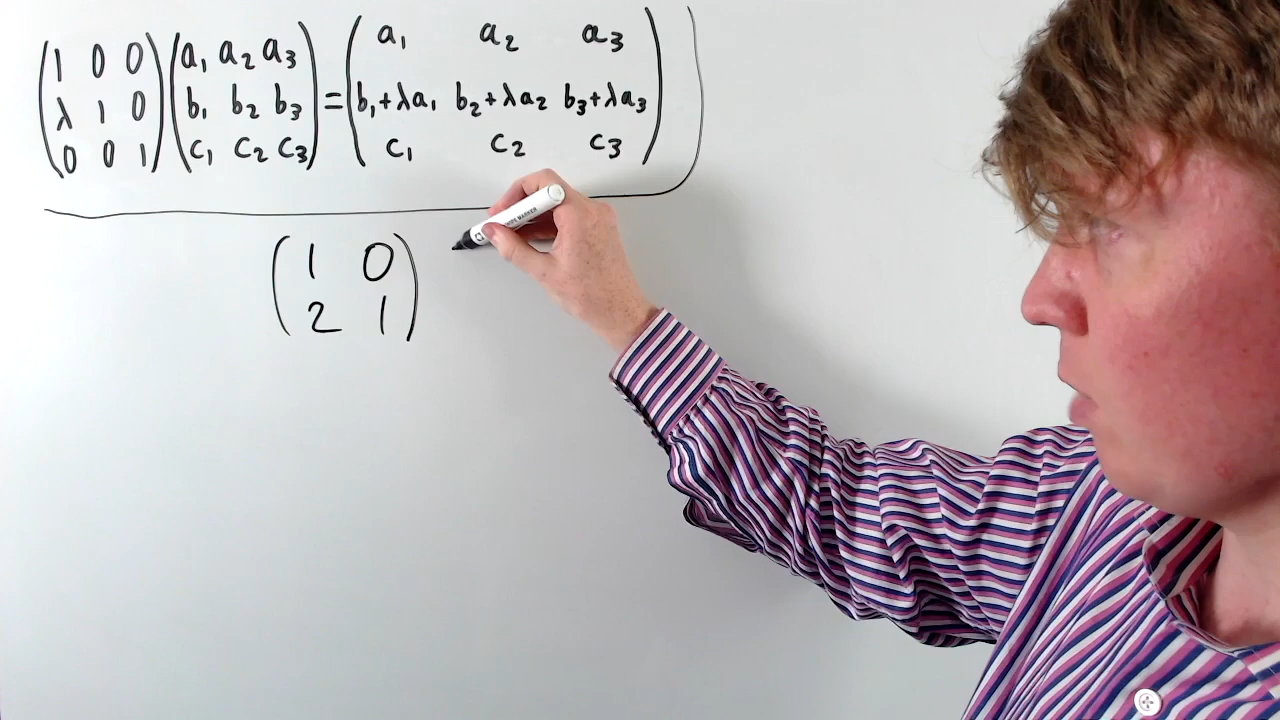 1 0 0 a₁ a₂ a₃ a₁ a₂ a₃
λ 1 0 b₁ b₂ b₃ = b₁+λa₁ b₂+λa₂ b₃+λa₃
0 0 1 c₁ c₂ c₃ c₁ c₂ c₃
1 0
2 1